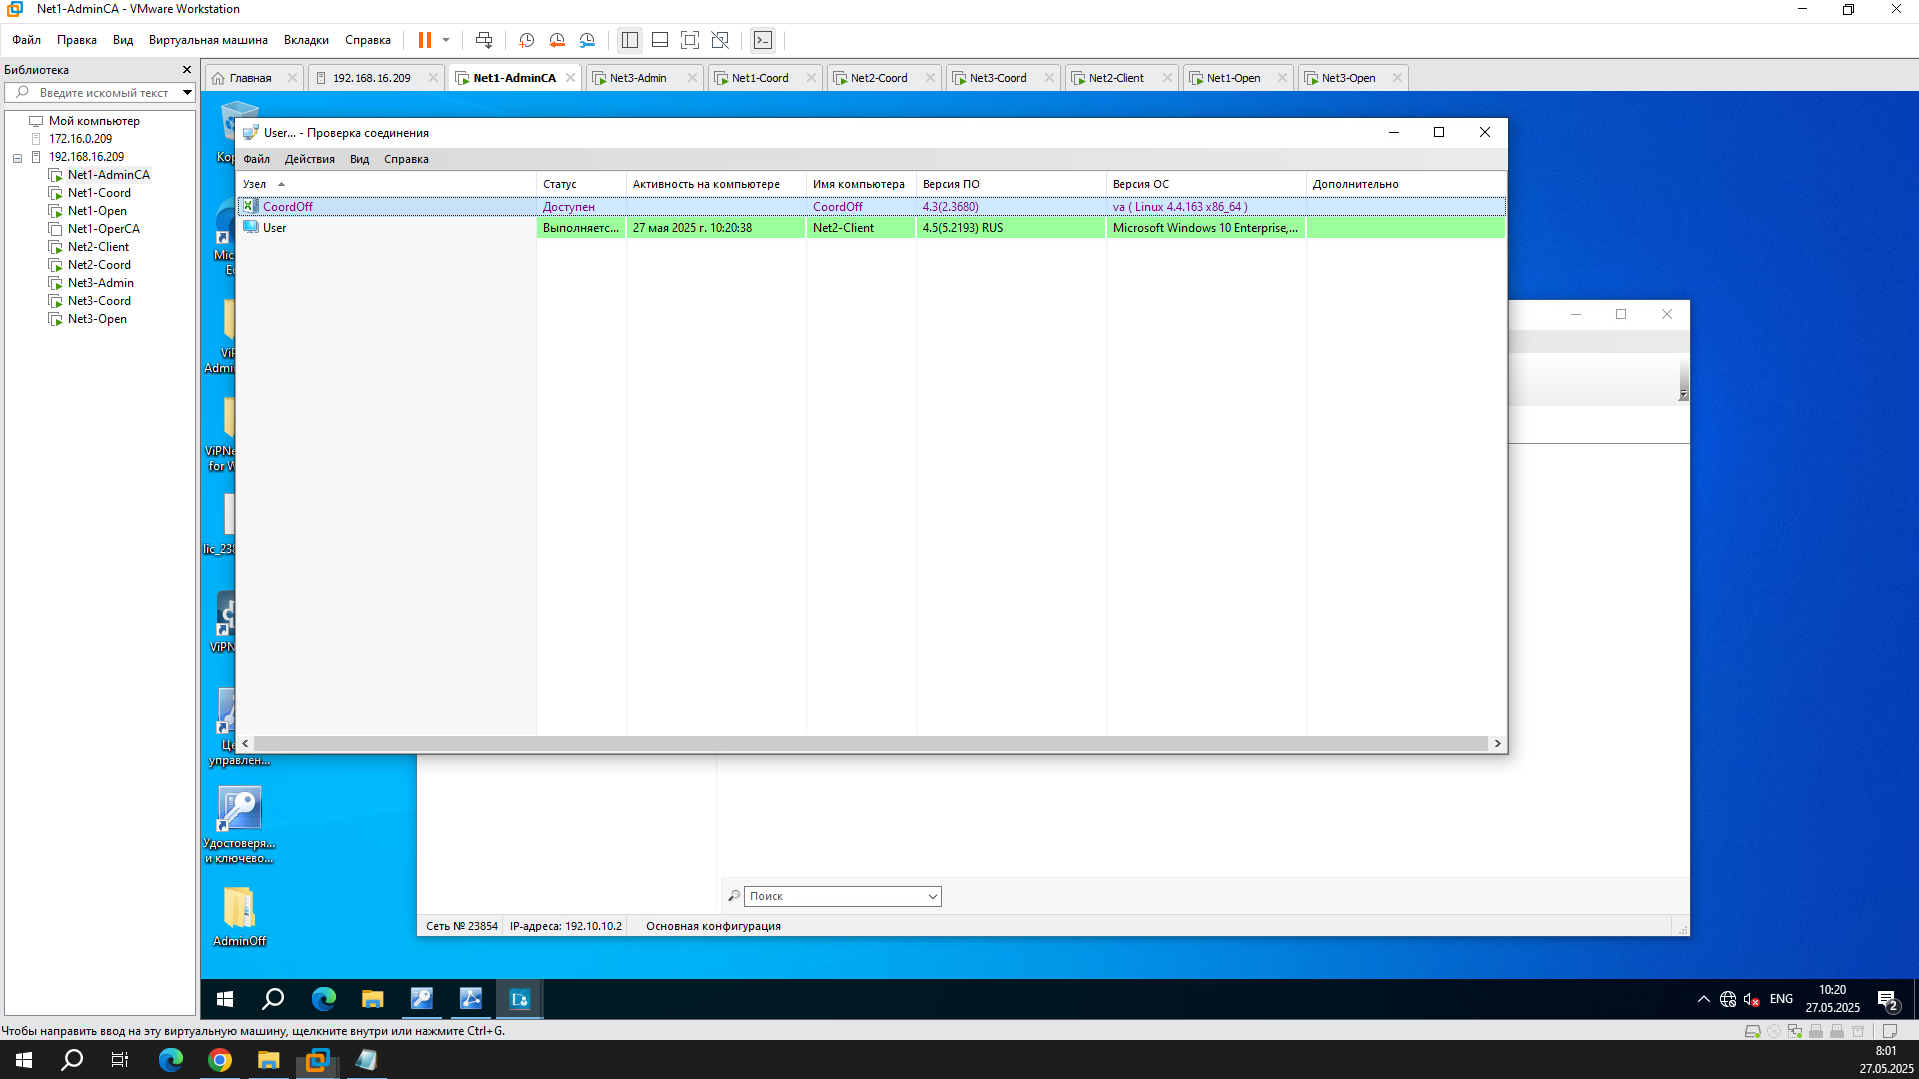 Net1-AdminCA - VMware Workstation
Файл Правка Вид Виртуальная машина Вкладки Справка
Библиотека
Введите искомый текст
Мой компьютер
172.16.0.209
192.168.16.209
Net1-AdminCA
Net1-Coord
Net1-Open
Net1-OperCA
Net2-Client
Net2-Coord
Net3-Admin
Net3-Coord
Net3-Open
Главная 192.168.16.209 Net1-AdminCA Net3-Admin Net1-Coord Net2-Coord Net3-Coord Net2-Client Net1-Open Net3-Open
User... - Проверка соединения
Файл Действия Вид Справка
Узел Статус Активность на компьютере Имя компьютера Версия ПО Версия ОС Дополнительно
CoordOff Доступен CoordOff 4.3(2.3680) va ( Linux 4.4.163 x86_64 )
User Выполняетс... 27 мая 2025 г. 10:20:38 Net2-Client 4.5(5.2193) RUS Microsoft Windows 10 Enterprise,...
Кор
Mic
E
ViP
Admi
ViPNe
for W
lic_23
ViPN
Це
управлен...
Удостоверя...
и ключево...
AdminOff
Поиск
Сеть № 23854 IP-адреса: 192.10.10.2 Основная конфигурация
ENG
10:20
27.05.2025
2
Чтобы направить ввод на эту виртуальную машину, щелкните внутри или нажмите Ctrl+G.
8:01
27.05.2025